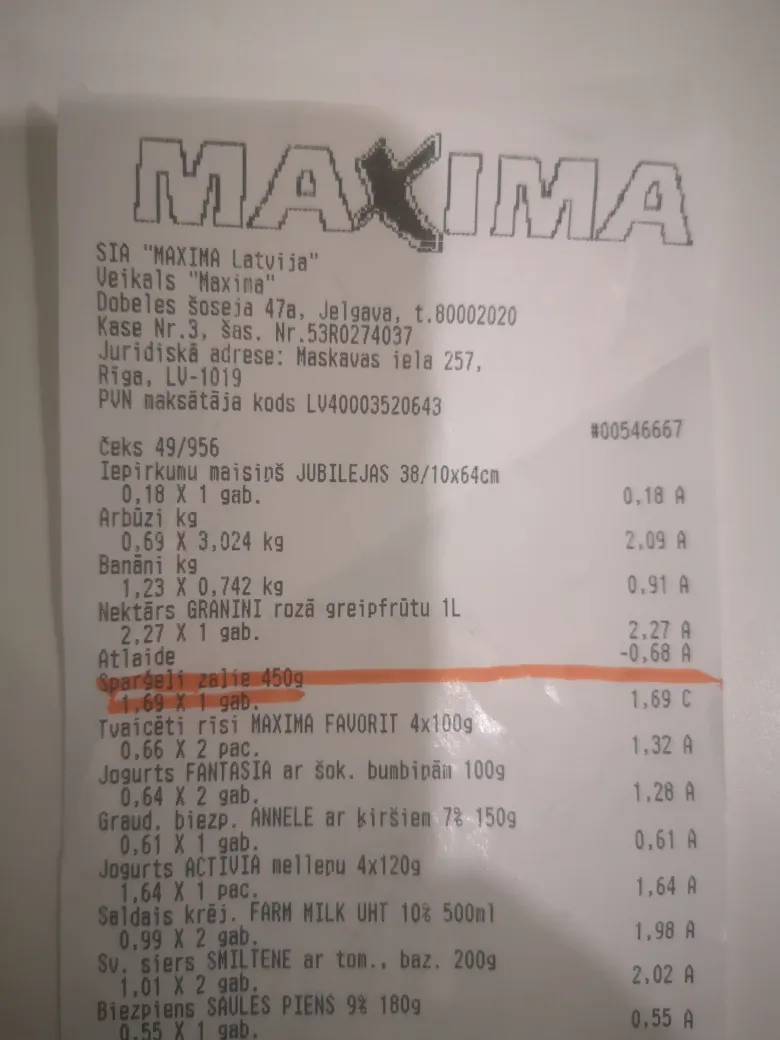 MAXIMA
SIA "MAXIMA Latvija"
Veikals "Maxima"
Dobeles šoseja 47a, Jelgava, t.80002020
Kase Nr.3, šas. Nr.53R0274037
Juridiskā adrese: Maskavas iela 257,
Rīga, LV-1019
PVN maksātāja kods LV40003520643
#00546667
Čeks 49/956
Iepirkumu maisiņš JUBILEJAS 38/10x64cm
0,18 X 1 gab. 0,18 A
Arbūzi kg
0,69 X 3,024 kg 2,09 A
Banāni kg
1,23 X 0,742 kg 0,91 A
Nektārs GRANINI rozā greipfrūtu 1L
2,27 X 1 gab. 2,27 A
Atlaide -0,68 A
Sparģeļi zaļie 450g
1,69 X 1 gab. 1,69 C
Tvaicēti rīsi MAXIMA FAVORIT 4x100g
0,66 X 2 pac. 1,32 A
Jogurts FANTASIA ar šok. bumbiņām 100g
0,64 X 2 gab. 1,28 A
Graud. biezp. ANNELE ar ķiršiem 7% 150g
0,61 X 1 gab. 0,61 A
Jogurts ACTIVIA melleņu 4x120g
1,64 X 1 pac. 1,64 A
Saldais krēj. FARM MILK UHT 10% 500ml
0,99 X 2 gab. 1,98 A
Sv. siers SMILTENE ar tom., baz. 200g
1,01 X 2 gab. 2,02 A
Biezpiens SAULES PIENS 9% 180g
0,55 X 1 gab. 0,55 A